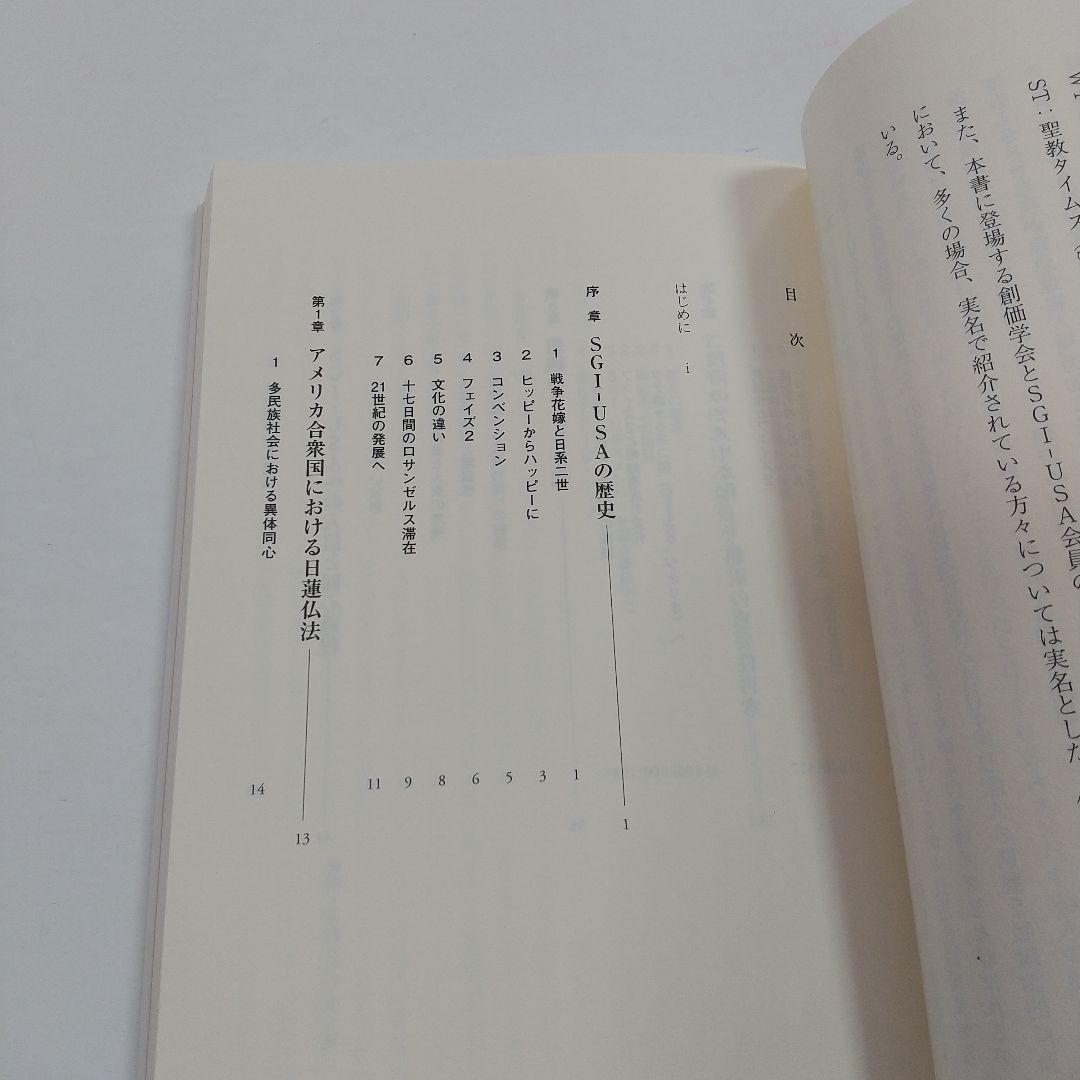 ST：聖教タイムズ
また、本書に登場する創価学会とSGI-USA会員の
において、多くの場合、実名で紹介されている方々については実名とした。
いる。
目次
はじめに i
序章 SGI-USAの歴史 1
1 戦争花嫁と日系二世 1
2 ヒッピーからハッピーに 3
3 コンベンション 5
4 フェイズ2 6
5 文化の違い 8
6 十七日間のロサンゼルス滞在 9
7 21世紀の発展へ 11
第1章 アメリカ合衆国における日蓮仏法 13
1 多民族社会における異体同心 14